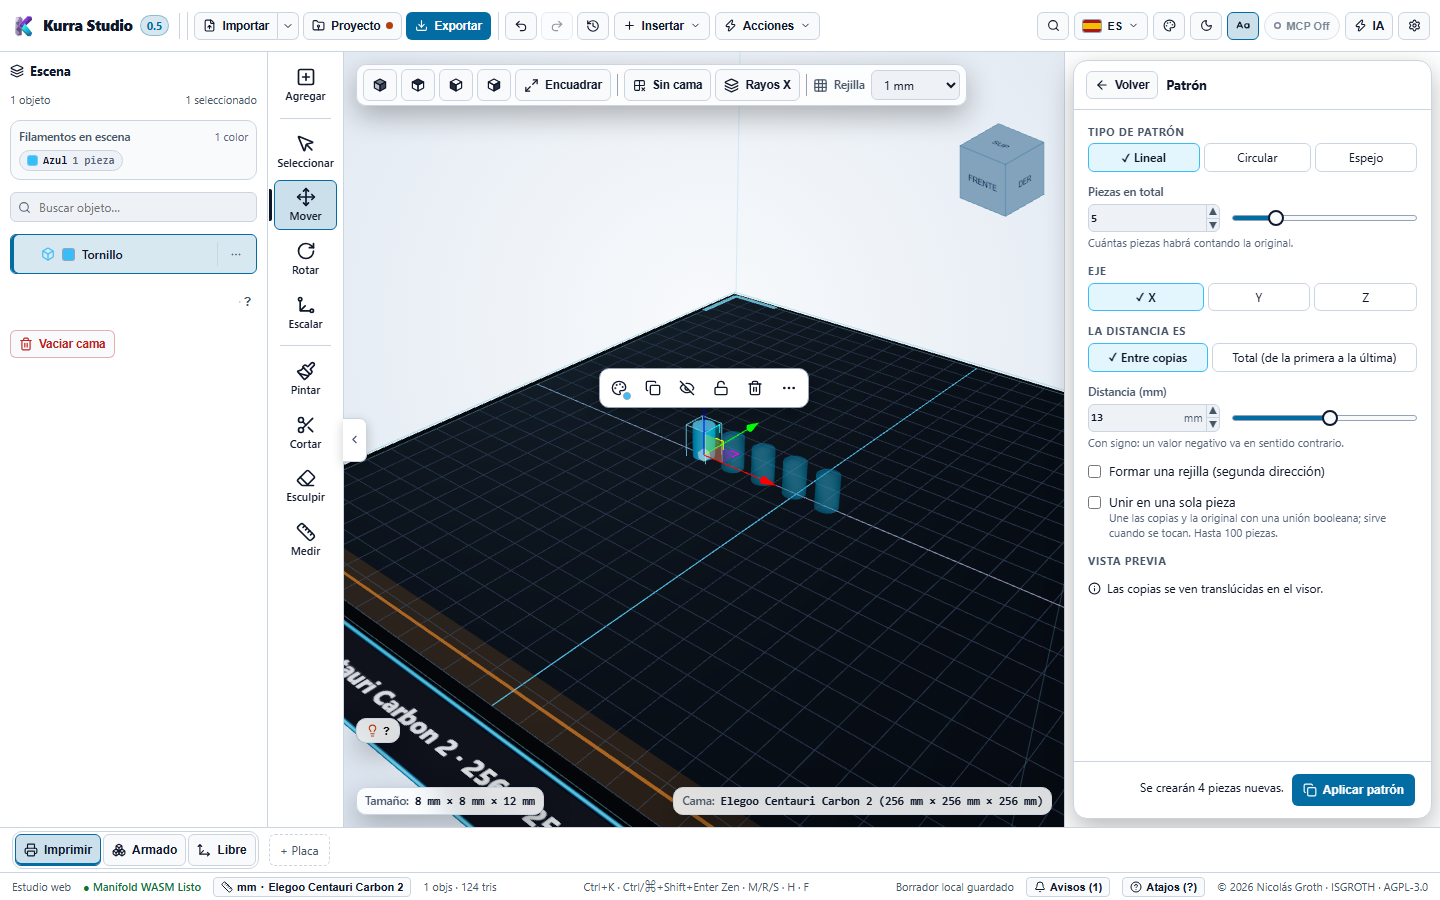 Kurra Studio 0.5
Importar
Proyecto
Exportar
Insertar
Acciones
ES
Aa
MCP Off
IA
Escena
1 objeto
1 seleccionado
Filamentos en escena
1 color
Azul 1 pieza
Buscar objeto...
Tornillo
?
Vaciar cama
Agregar
Seleccionar
Mover
Rotar
Escalar
Pintar
Cortar
Esculpir
Medir
Encuadrar
Sin cama
Rayos X
Rejilla
1 mm
FRENTE
DER
tauri Carbon 2 · 256
?
Tamaño: 8 mm × 8 mm × 12 mm
Cama: Elegoo Centauri Carbon 2 (256 mm × 256 mm × 256 mm)
Volver
Patrón
TIPO DE PATRÓN
✓ Lineal
Circular
Espejo
Piezas en total
5
Cuántas piezas habrá contando la original.
EJE
✓ X
Y
Z
LA DISTANCIA ES
✓ Entre copias
Total (de la primera a la última)
Distancia (mm)
13 mm
Con signo: un valor negativo va en sentido contrario.
Formar una rejilla (segunda dirección)
Unir en una sola pieza
Une las copias y la original con una unión booleana; sirve
cuando se tocan. Hasta 100 piezas.
VISTA PREVIA
Las copias se ven translúcidas en el visor.
Se crearán 4 piezas nuevas.
Aplicar patrón
Imprimir
Armado
Libre
+ Placa
Estudio web
Manifold WASM Listo
mm · Elegoo Centauri Carbon 2
1 objs · 124 tris
Ctrl+K · Ctrl/⌘+Shift+Enter Zen · M/R/S · H · F
Borrador local guardado
Avisos (1)
Atajos (?)
© 2026 Nicolás Groth · ISGROTH · AGPL-3.0